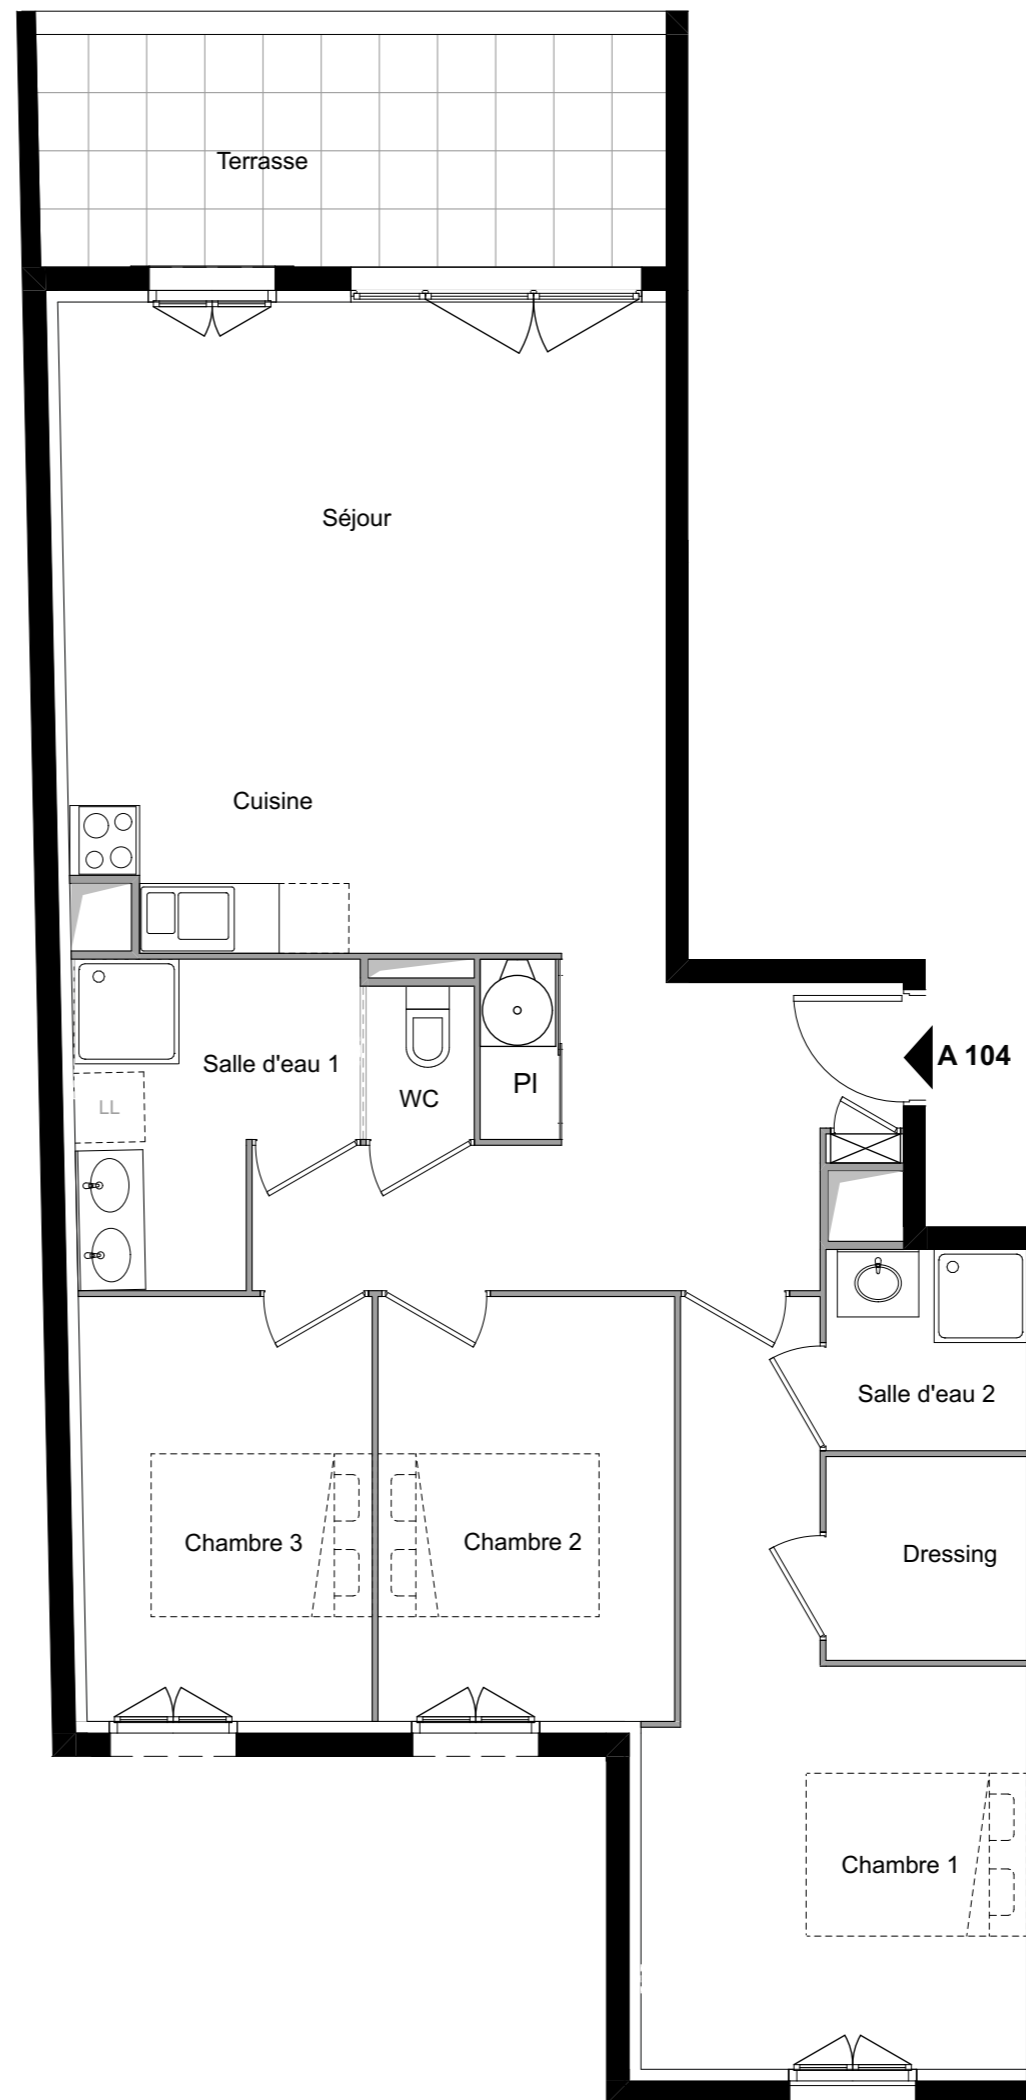 Terrasse
Séjour
Cuisine
Salle d'eau 1
WC
Pl
A 104
LL
Salle d'eau 2
Chambre 3
Chambre 2
Dressing
Chambre 1